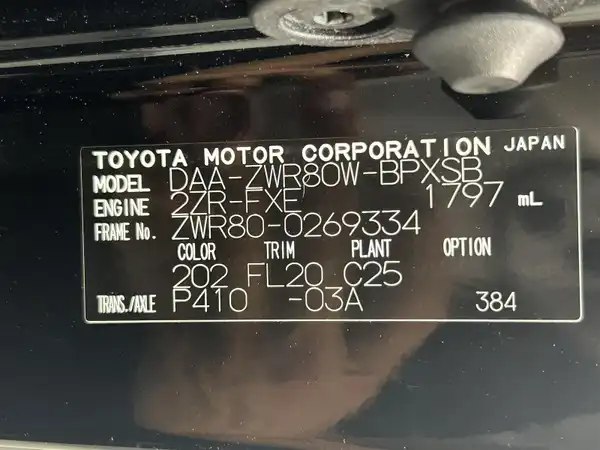 TOYOTA MOTOR CORPORATION JAPAN
MODEL DAA-ZWR80W-BPXSB
ENGINE 2ZR-FXE 1797 mL
FRAME No. ZWR80-0269334
COLOR TRIM PLANT OPTION
202 FL20 C25
TRANS./AXLE P410 -03A 384